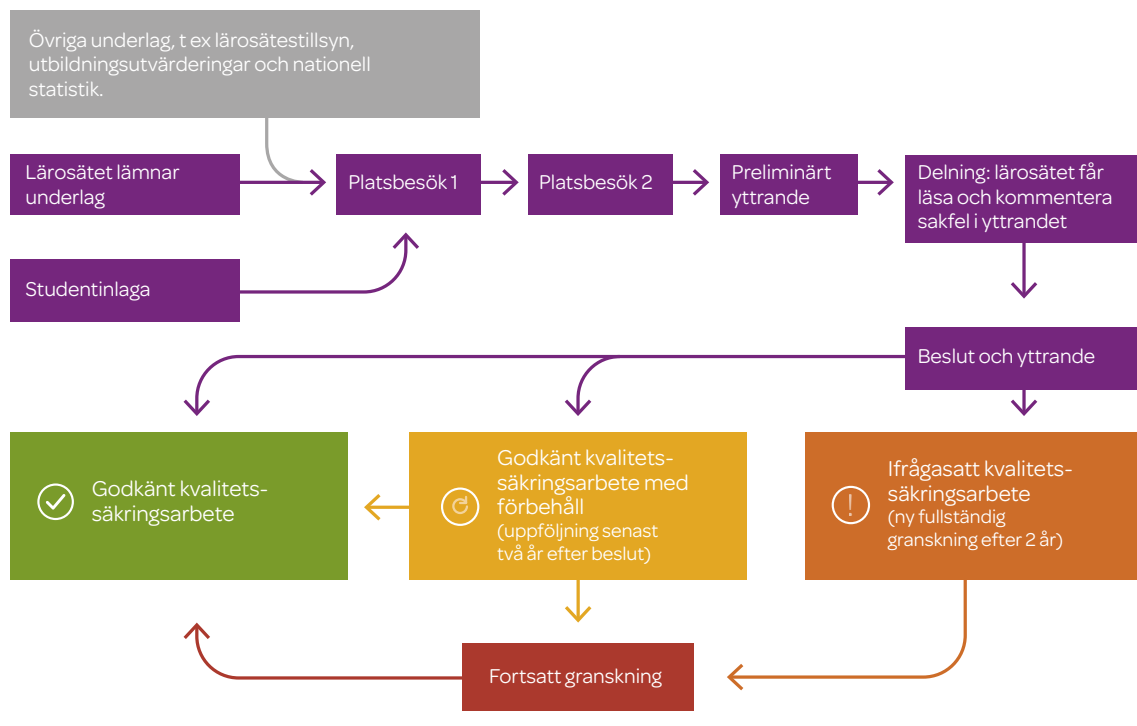 Övriga underlag, t ex lärosätestillsyn,
utbildningsutvärderingar och nationell
statistik.
Lärosätet lämnar
underlag
Platsbesök 1
Platsbesök 2
Preliminärt
yttrande
Delning: lärosätet får
läsa och kommentera
sakfel i yttrandet
Studentinlaga
Beslut och yttrande
Godkänt kvalitets-
säkringsarbete
Godkänt kvalitets-
säkringsarbete med
förbehåll
(uppföljning senast
två år efter beslut)
Ifrågasatt kvalitets-
säkringsarbete
(ny fullständig
granskning efter 2 år)
Fortsatt granskning